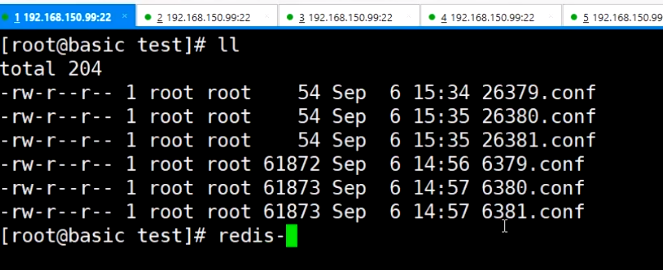 1 192.168.150.99:22 × 2 192.168.150.99:22 3 192.168.150.99:22 4 192.168.150.99:22 5 192.168.150.99:22
[root@basic test]# ll
total 204
-rw-r--r-- 1 root root    54 Sep  6 15:34 26379.conf
-rw-r--r-- 1 root root    54 Sep  6 15:35 26380.conf
-rw-r--r-- 1 root root    54 Sep  6 15:35 26381.conf
-rw-r--r-- 1 root root 61872 Sep  6 14:56 6379.conf
-rw-r--r-- 1 root root 61873 Sep  6 14:57 6380.conf
-rw-r--r-- 1 root root 61873 Sep  6 14:57 6381.conf
[root@basic test]# redis-